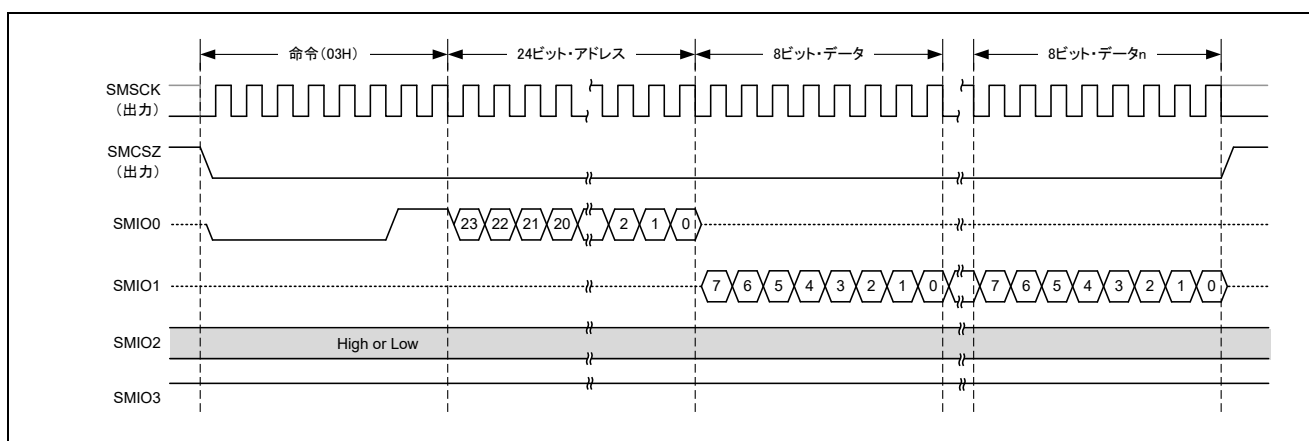 命令(03H) 24ビット・アドレス 8ビット・データ 8ビット・データn
SMSCK
(出力)
SMCSZ
(出力)
SMIO0 23 22 21 20 2 1 0
SMIO1 7 6 5 4 3 2 1 0 7 6 5 4 3 2 1 0
SMIO2 High or Low
SMIO3